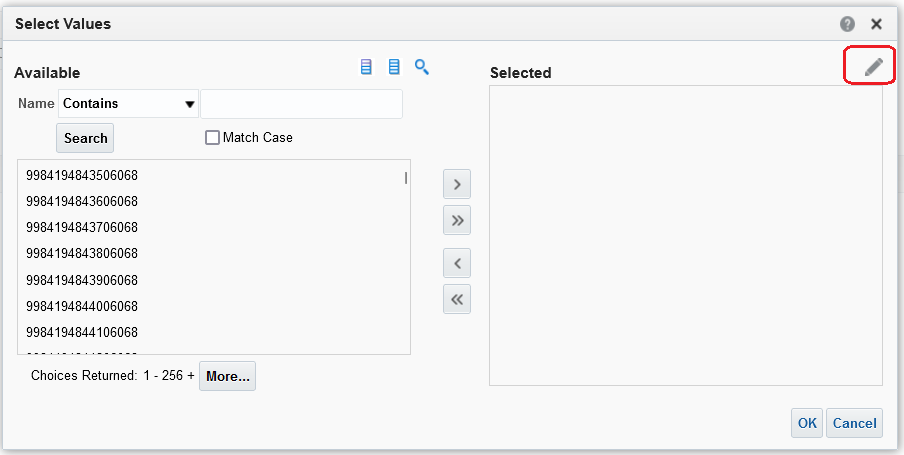 Select Values
Available
Selected
Name Contains
Search
Match Case
9984194843506068
9984194843606068
9984194843706068
9984194843806068
9984194843906068
9984194844006068
9984194844106068
Choices Returned: 1 - 256 + More...
OK Cancel